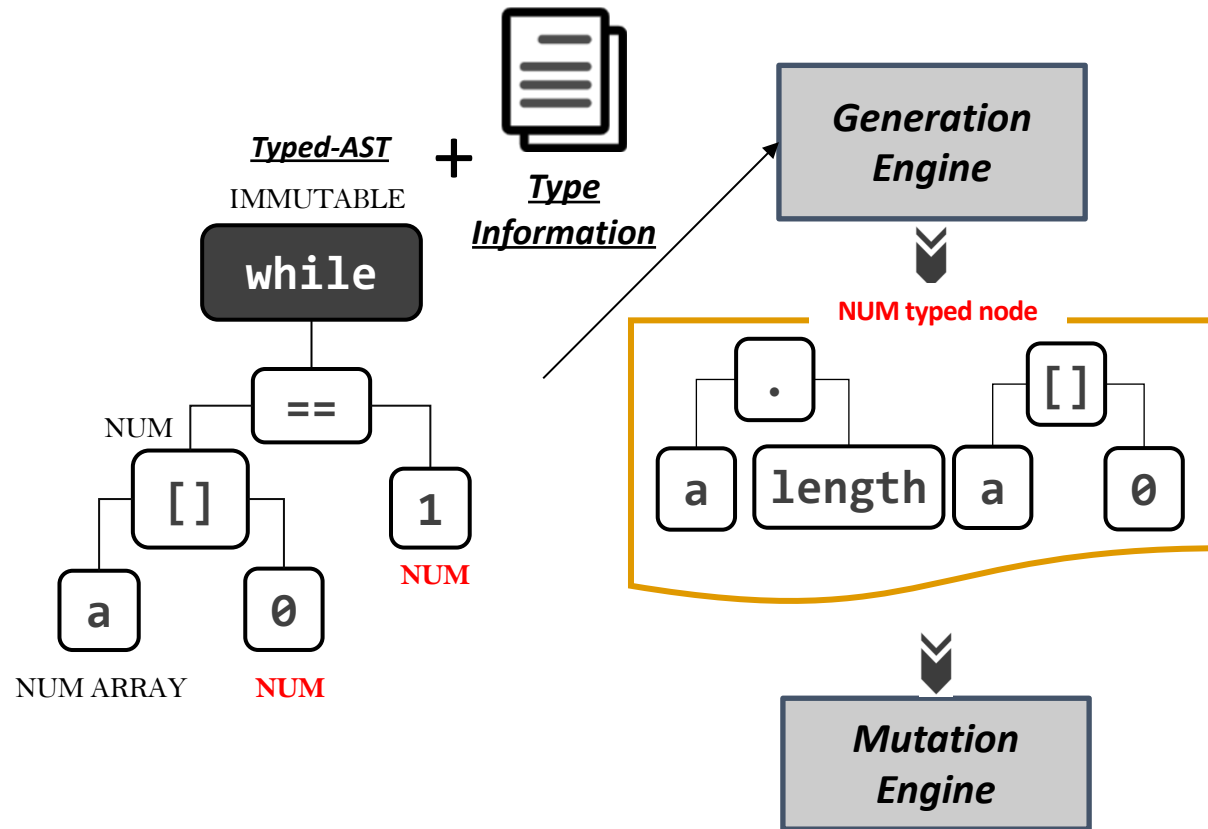 Typed-AST
+
Type
Information
IMMUTABLE
while
==
NUM
[]
1
NUM
a
0
NUM ARRAY
NUM
Generation
Engine
NUM typed node
.
[]
a
length
a
0
Mutation
Engine